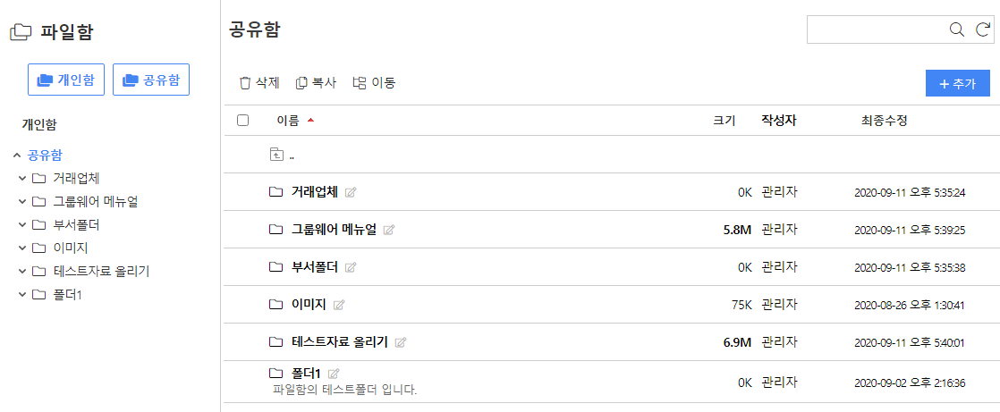 파일함
개인함 공유함
개인함
공유함
거래업체
그룹웨어 메뉴얼
부서폴더
이미지
테스트자료 올리기
폴더1
공유함
삭제 복사 이동 + 추가
이름 크기 작성자 최종수정
..
거래업체 0K 관리자 2020-09-11 오후 5:35:24
그룹웨어 메뉴얼 5.8M 관리자 2020-09-11 오후 5:39:25
부서폴더 0K 관리자 2020-09-11 오후 5:35:38
이미지 75K 관리자 2020-08-26 오후 1:30:41
테스트자료 올리기 6.9M 관리자 2020-09-11 오후 5:40:01
폴더1 0K 관리자 2020-09-02 오후 2:16:36
파일함의 테스트폴더 입니다.